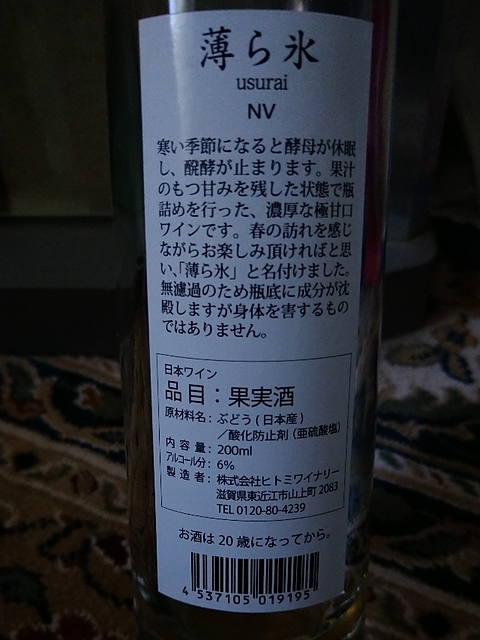 薄ら氷
usurai
NV
寒い季節になると酵母が休眠
し、醗酵が止まります。果汁
のもつ甘みを残した状態で瓶
詰めを行った、濃厚な極甘口
ワインです。春の訪れを感じ
ながらお楽しみ頂ければと思
い、「薄ら氷」と名付けました。
無濾過のため瓶底に成分が沈
殿しますが身体を害するもの
ではありません。
日本ワイン
品目：果実酒
原材料名：ぶどう(日本産)
／酸化防止剤（亜硫酸塩）
内容量：200ml
アルコール分：6%
製造者：株式会社ヒトミワイナリー
滋賀県東近江市山上町2083
TEL 0120-80-4239
お酒は20歳になってから。
4 537105 019195